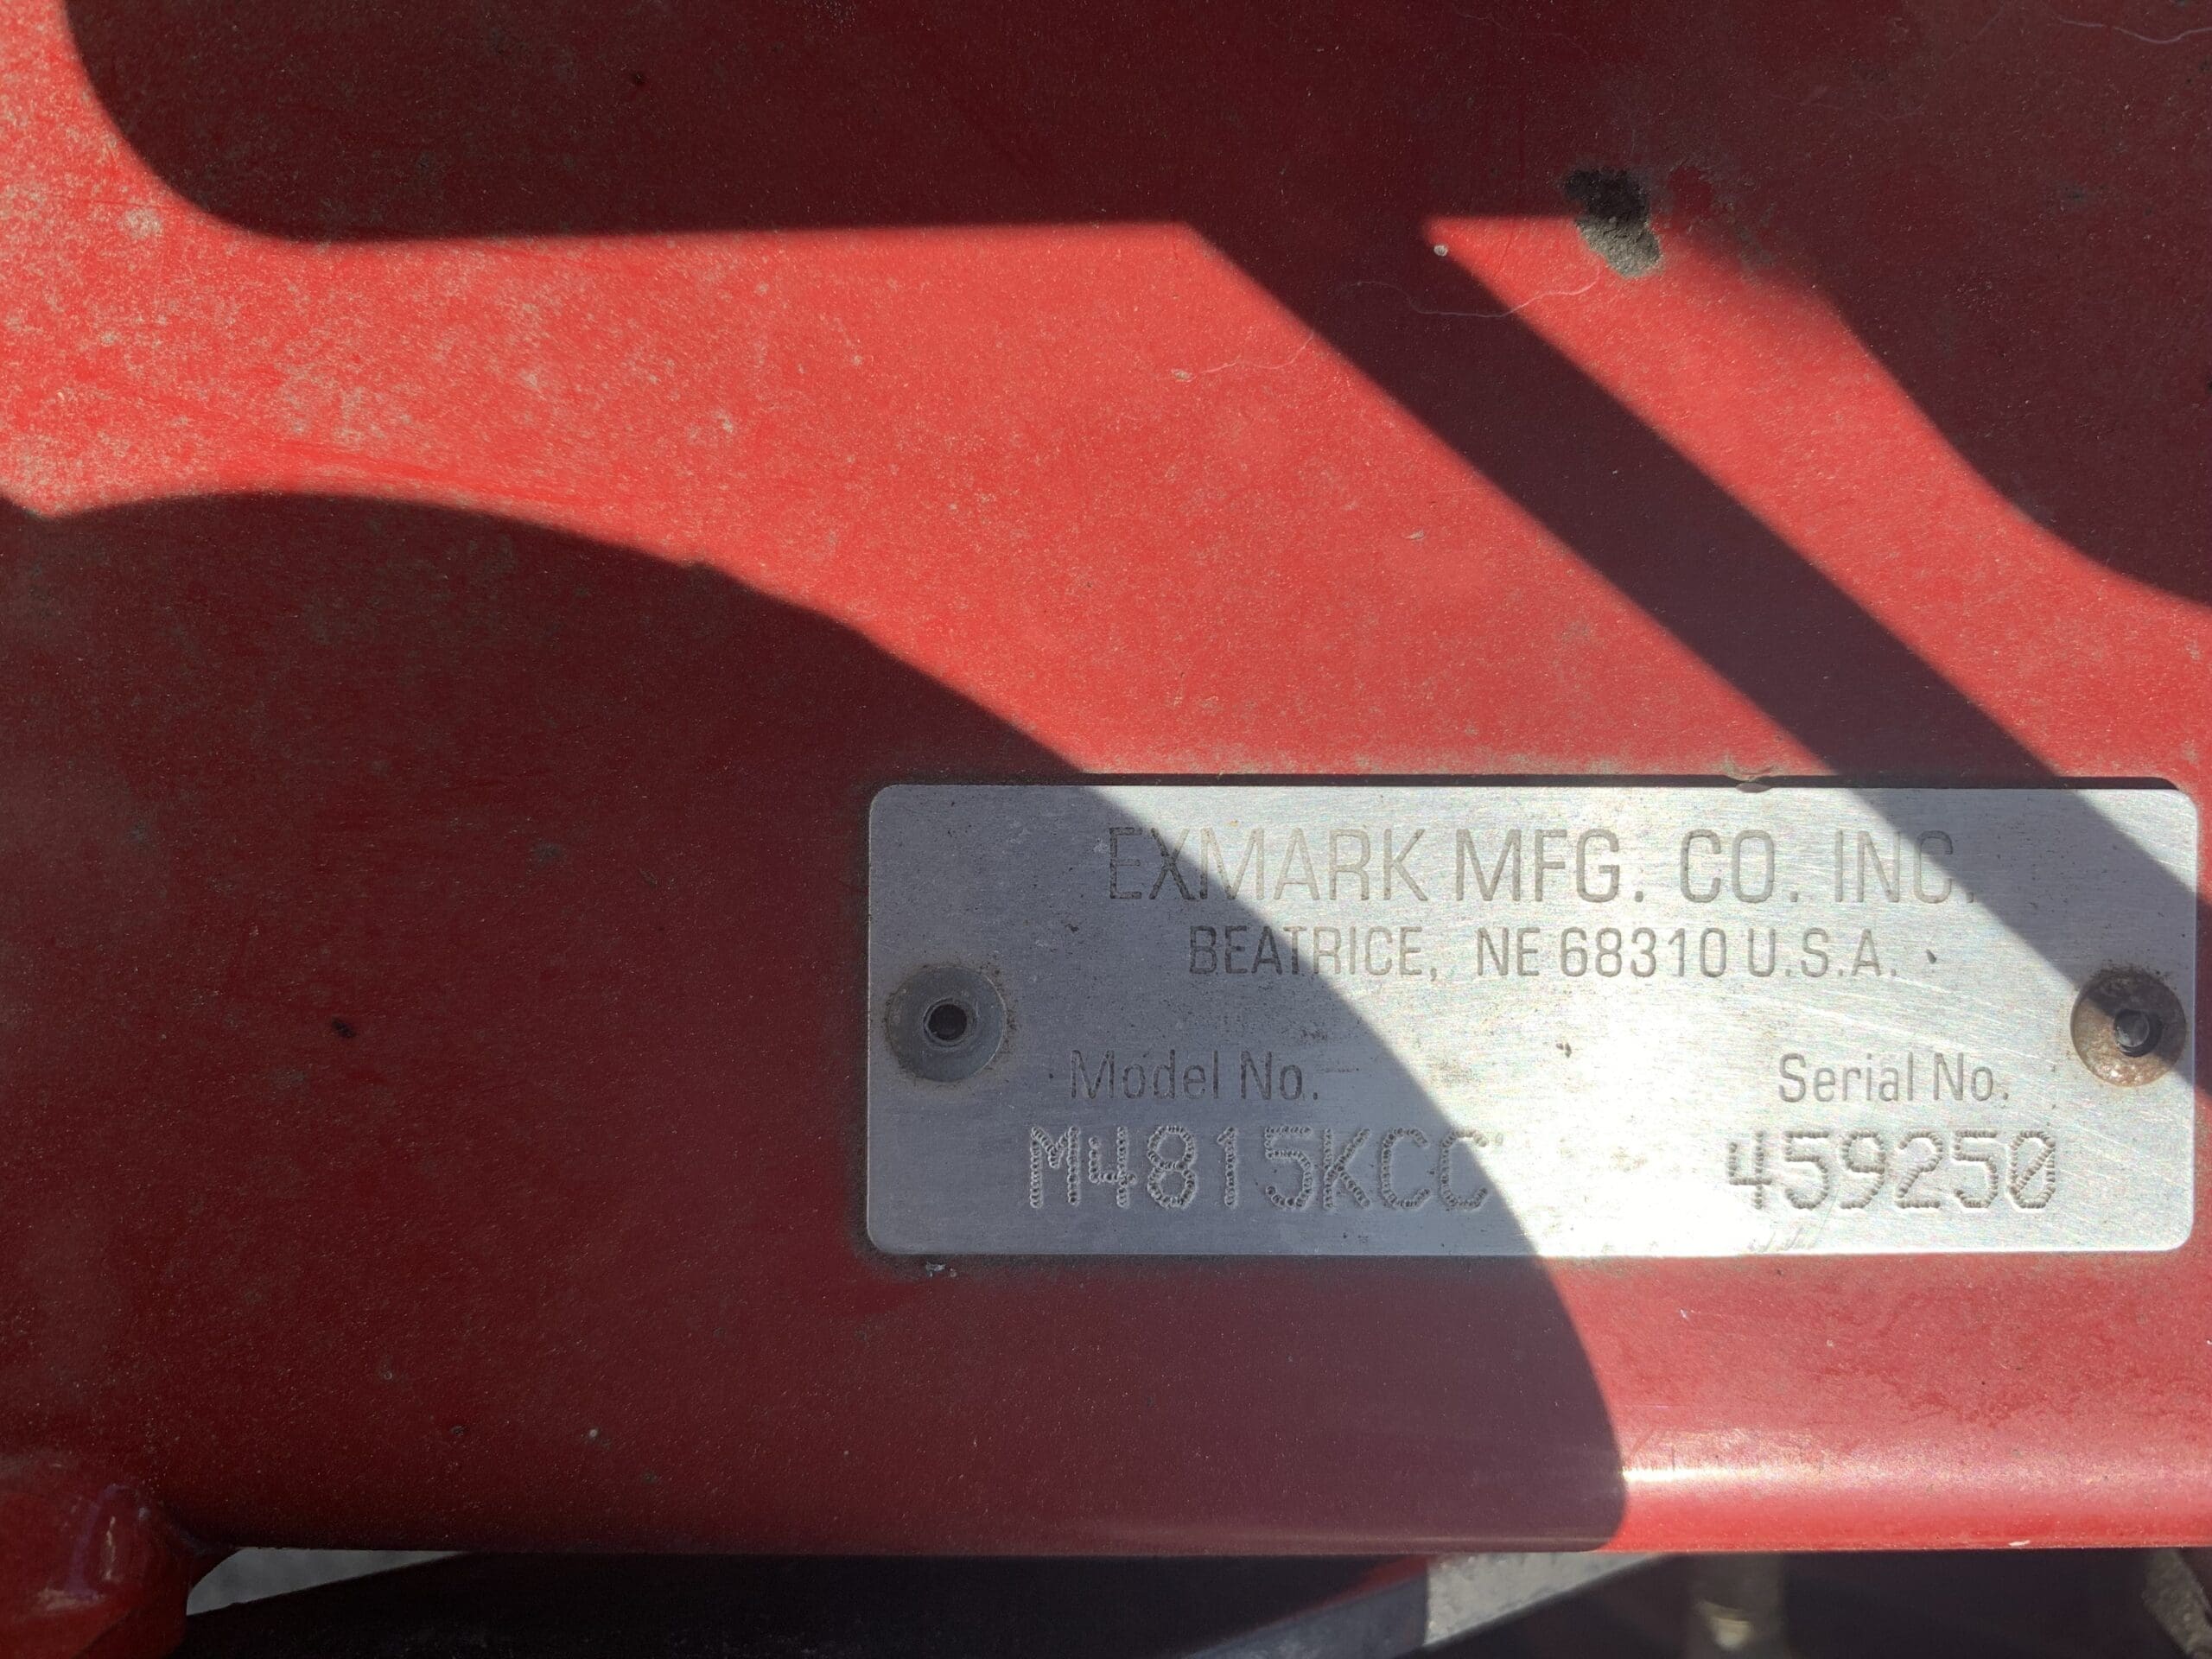 EXMARK MFG. CO. INC.
BEATRICE, NE 68310 U.S.A.
Model No. Serial No.
M4815KCC 459250